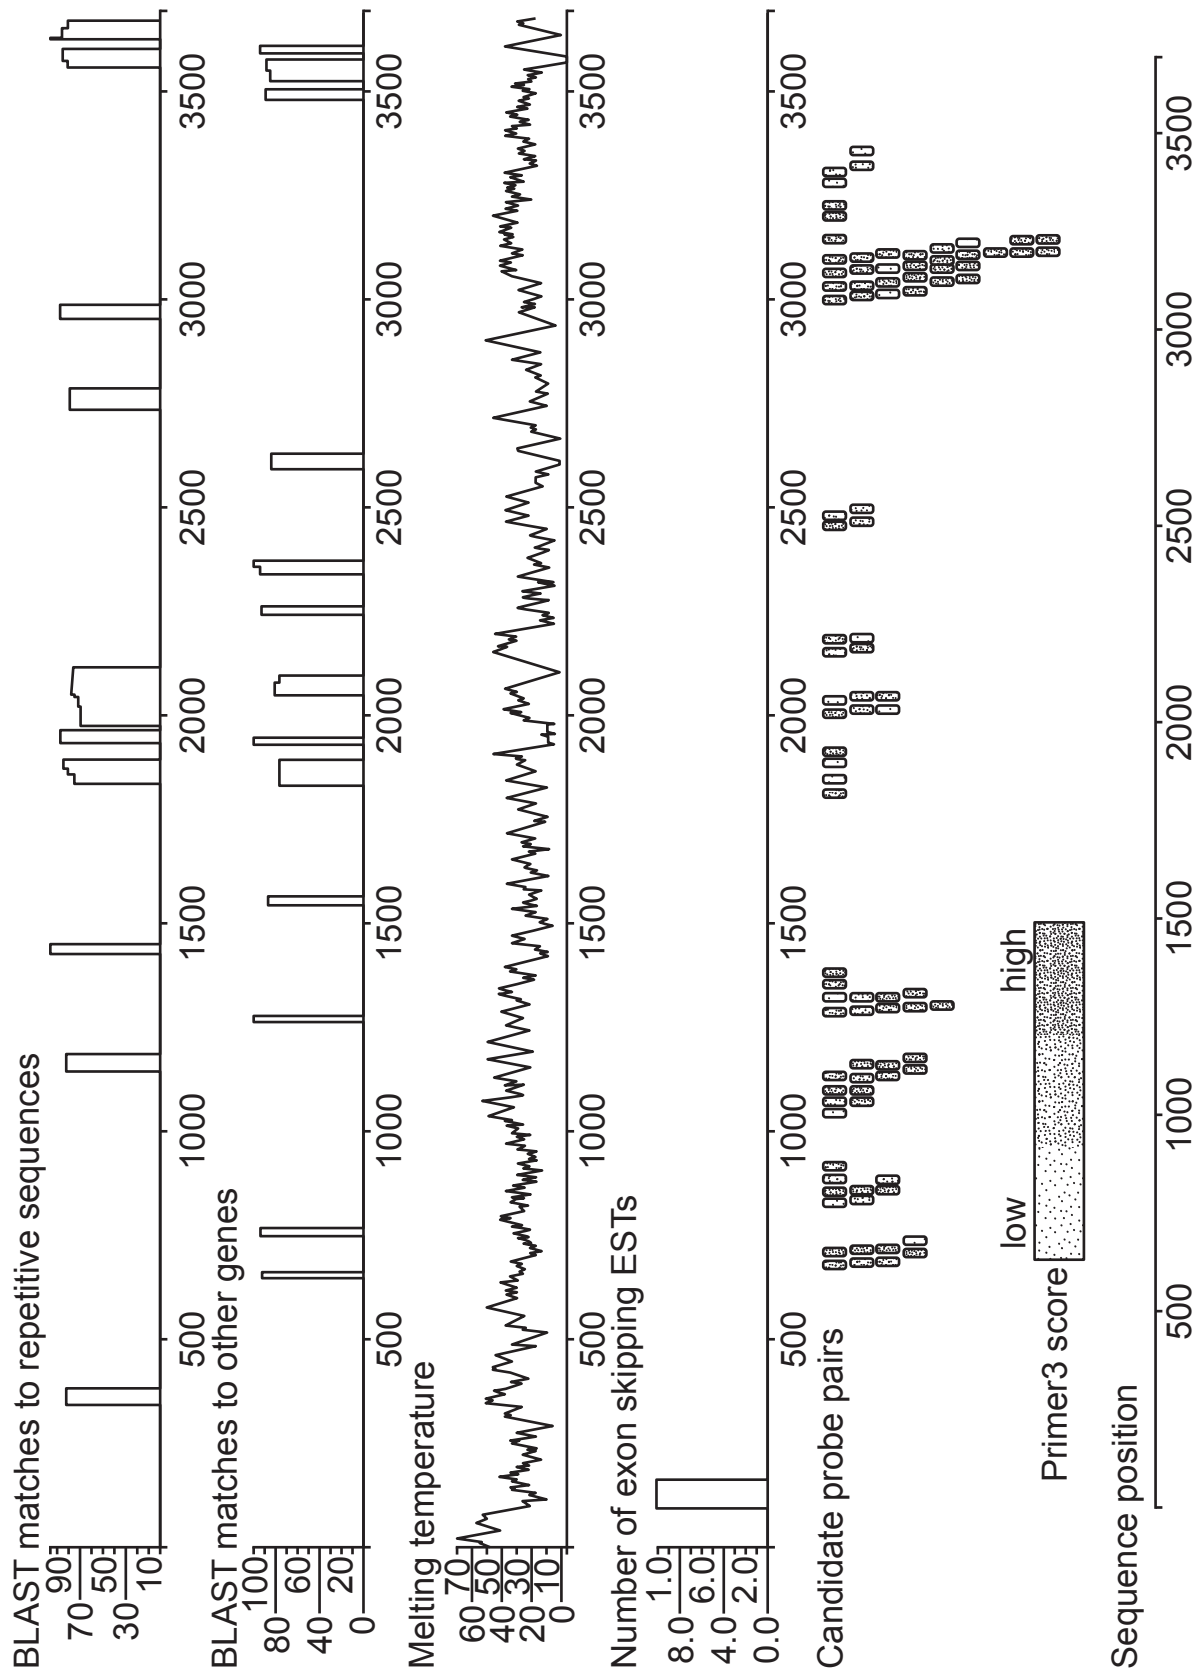 BLAST matches to repetitive sequences
90
70
50
30
10
500 1000 1500 2000 2500 3000 3500
BLAST matches to other genes
100
80
60
40
20
0
500 1000 1500 2000 2500 3000 3500
Melting temperature
70
60
50
40
30
20
10
0
500 1000 1500 2000 2500 3000 3500
Number of exon skipping ESTs
1.0
8.0
6.0
4.0
2.0
0.0
500 1000 1500 2000 2500 3000 3500
Candidate probe pairs
low high
Primer3 score
Sequence position
500 1000 1500 2000 2500 3000 3500